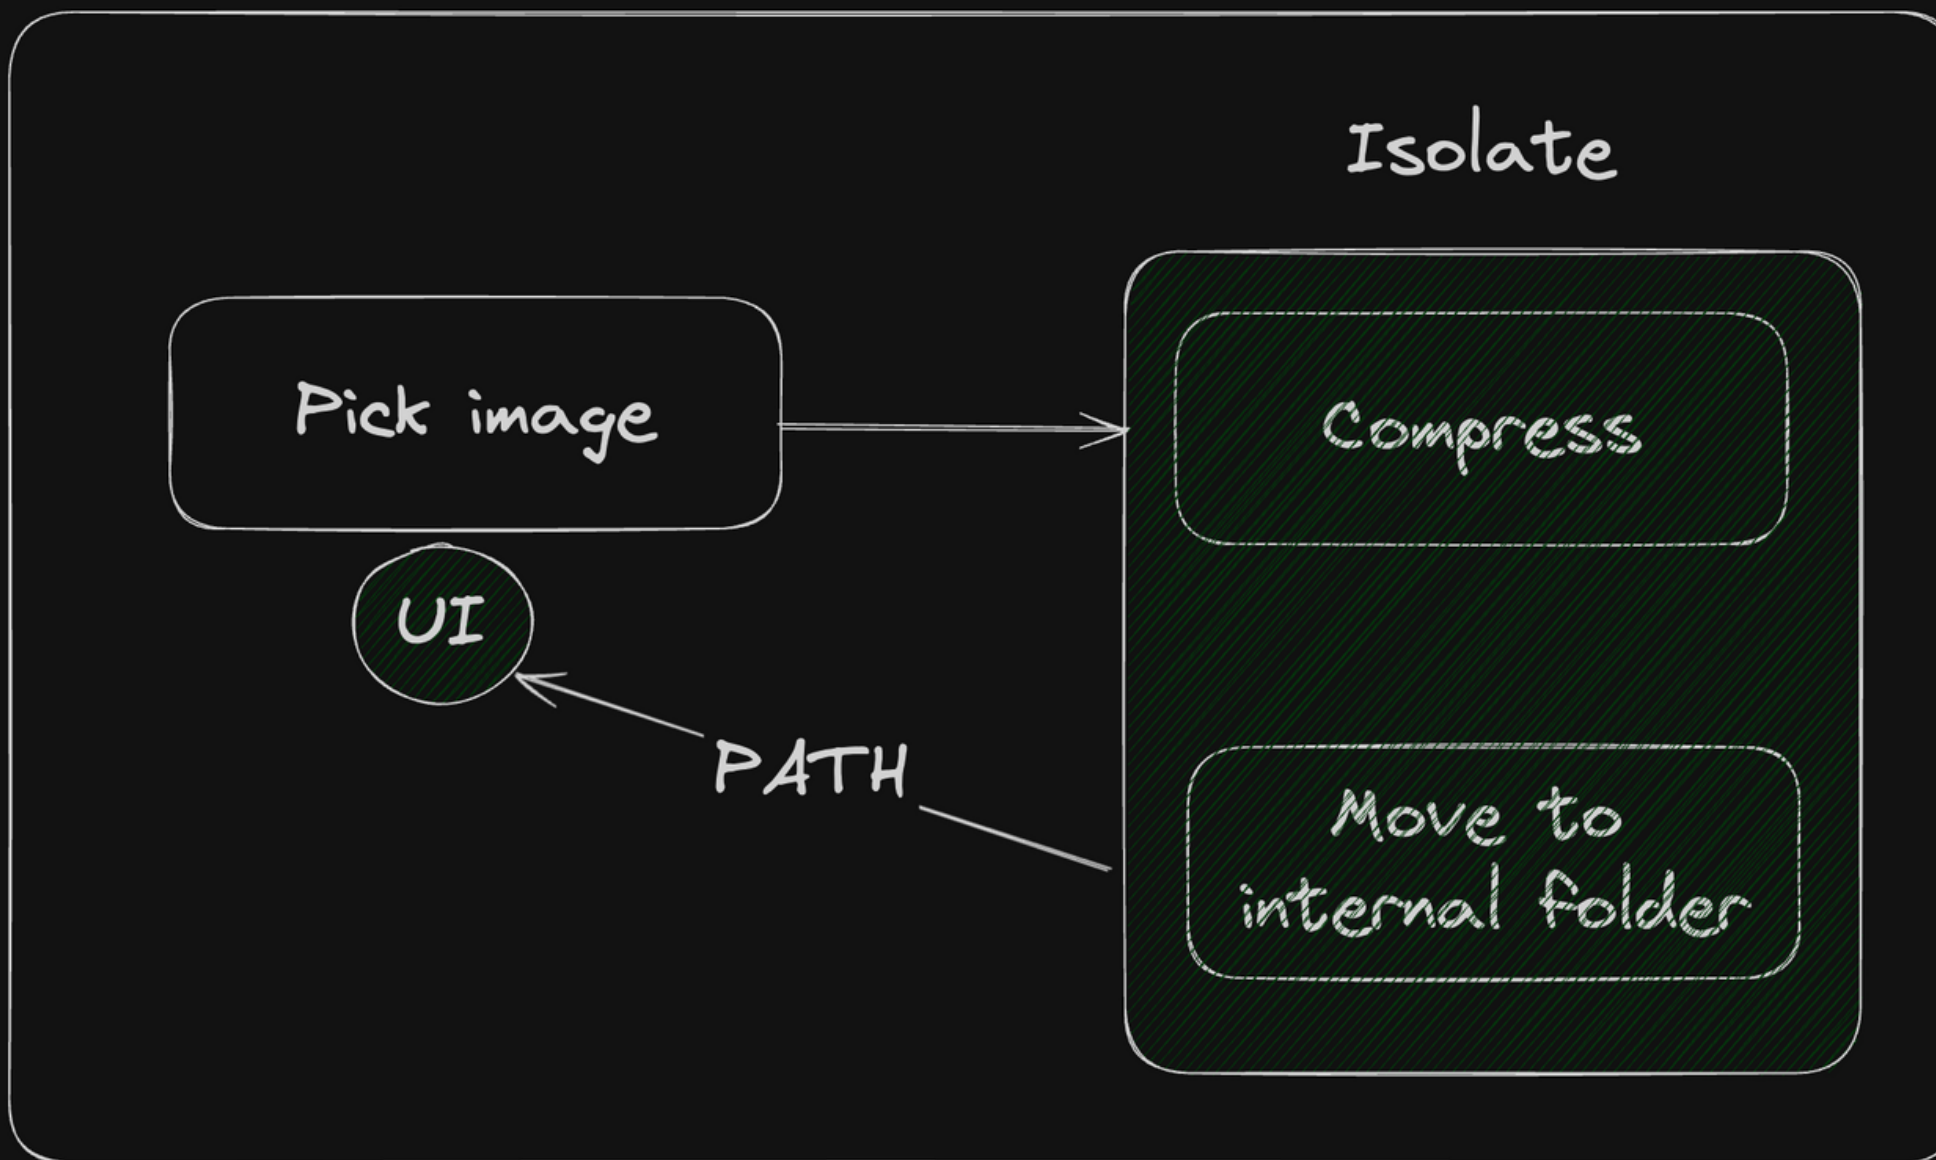 Isolate
Pick image
Compress
UI
PATH
Move to
internal folder